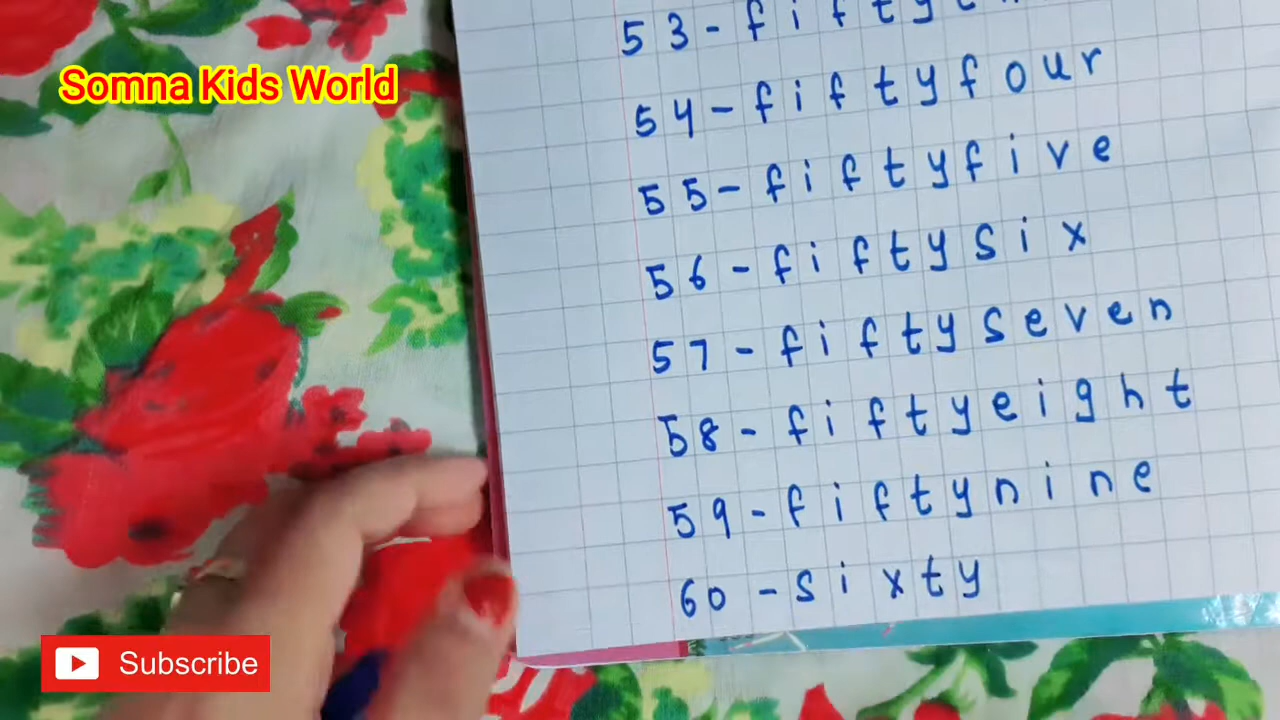 Somna Kids World
54-fiftyfour
55-fiftyfive
56-fiftysix
57-fiftyseven
58-fiftyeight
59-fiftynine
60-sixty
Subscribe